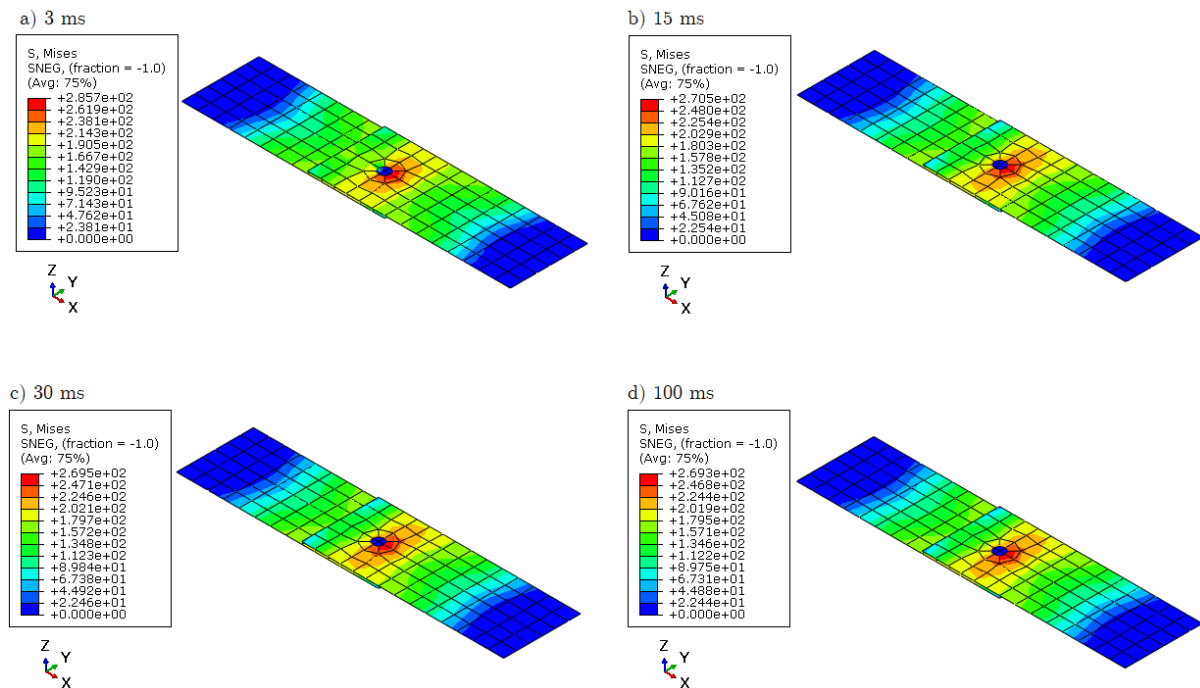 a) 3 ms
S, Mises
SNEG, (fraction = -1.0)
(Avg: 75%)
+2.857e+02
+2.619e+02
+2.381e+02
+2.143e+02
+1.905e+02
+1.667e+02
+1.429e+02
+1.190e+02
+9.523e+01
+7.143e+01
+4.762e+01
+2.381e+01
+0.000e+00
Z
Y
X
b) 15 ms
S, Mises
SNEG, (fraction = -1.0)
(Avg: 75%)
+2.705e+02
+2.480e+02
+2.254e+02
+2.029e+02
+1.803e+02
+1.578e+02
+1.352e+02
+1.127e+02
+9.016e+01
+6.762e+01
+4.508e+01
+2.254e+01
+0.000e+00
Z
Y
X
c) 30 ms
S, Mises
SNEG, (fraction = -1.0)
(Avg: 75%)
+2.695e+02
+2.471e+02
+2.246e+02
+2.021e+02
+1.797e+02
+1.572e+02
+1.348e+02
+1.123e+02
+8.984e+01
+6.738e+01
+4.492e+01
+2.246e+01
+0.000e+00
Z
Y
X
d) 100 ms
S, Mises
SNEG, (fraction = -1.0)
(Avg: 75%)
+2.693e+02
+2.468e+02
+2.244e+02
+2.019e+02
+1.795e+02
+1.571e+02
+1.346e+02
+1.122e+02
+8.975e+01
+6.731e+01
+4.488e+01
+2.244e+01
+0.000e+00
Z
Y
X